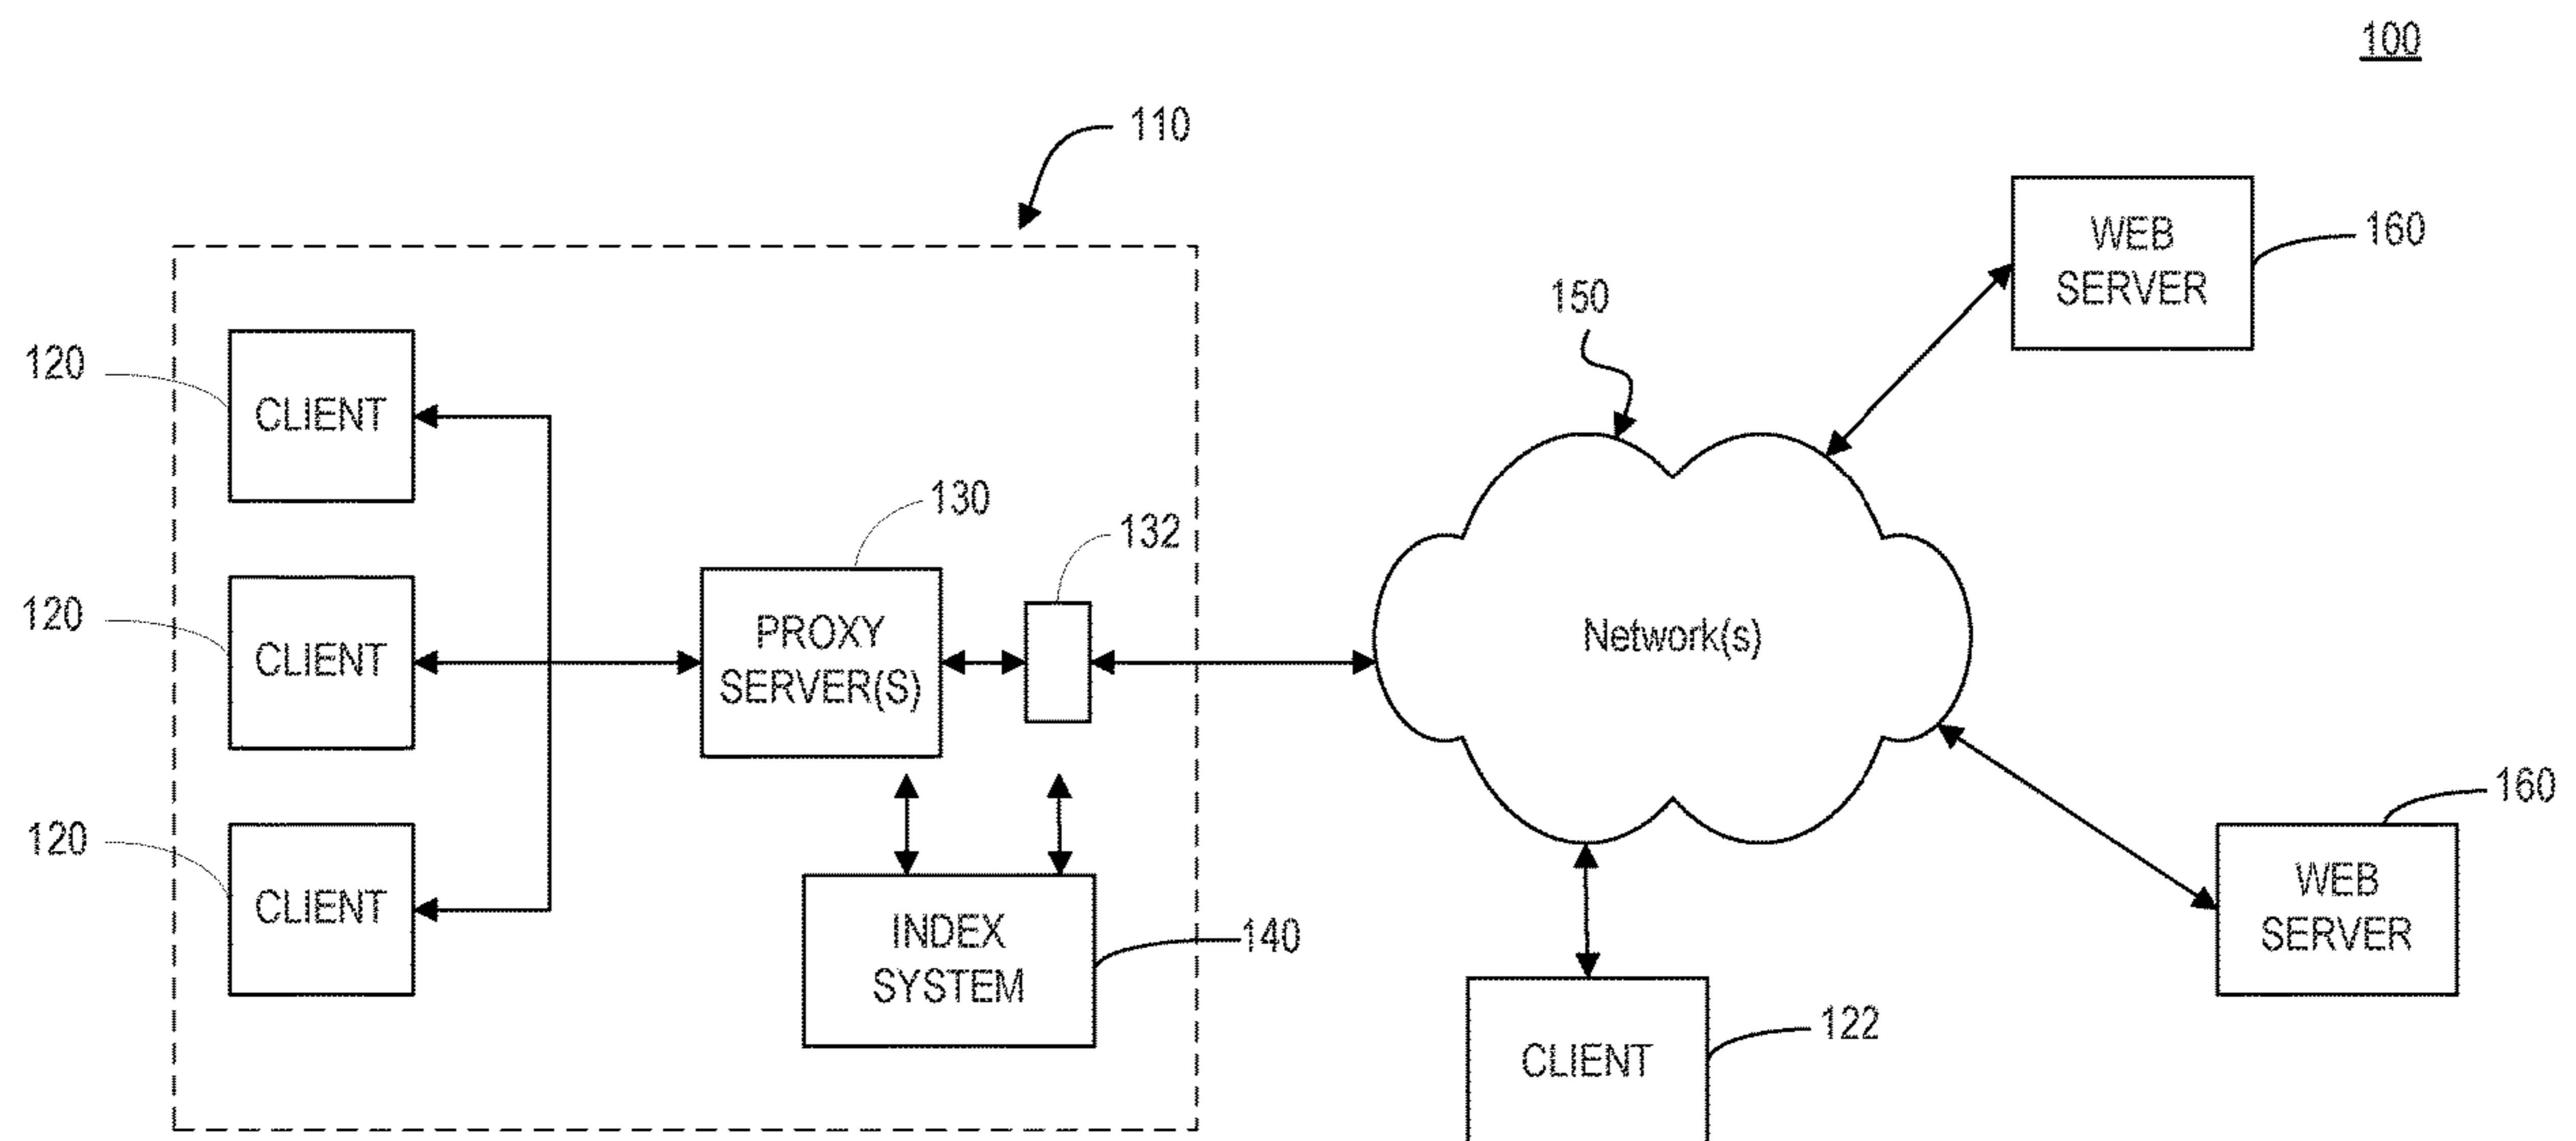 100
110
WEB
SERVER
160
150
120
CLIENT
130
132
120
CLIENT
PROXY
SERVER(S)
Network(s)
120
CLIENT
INDEX
SYSTEM
140
160
WEB
SERVER
CLIENT
122